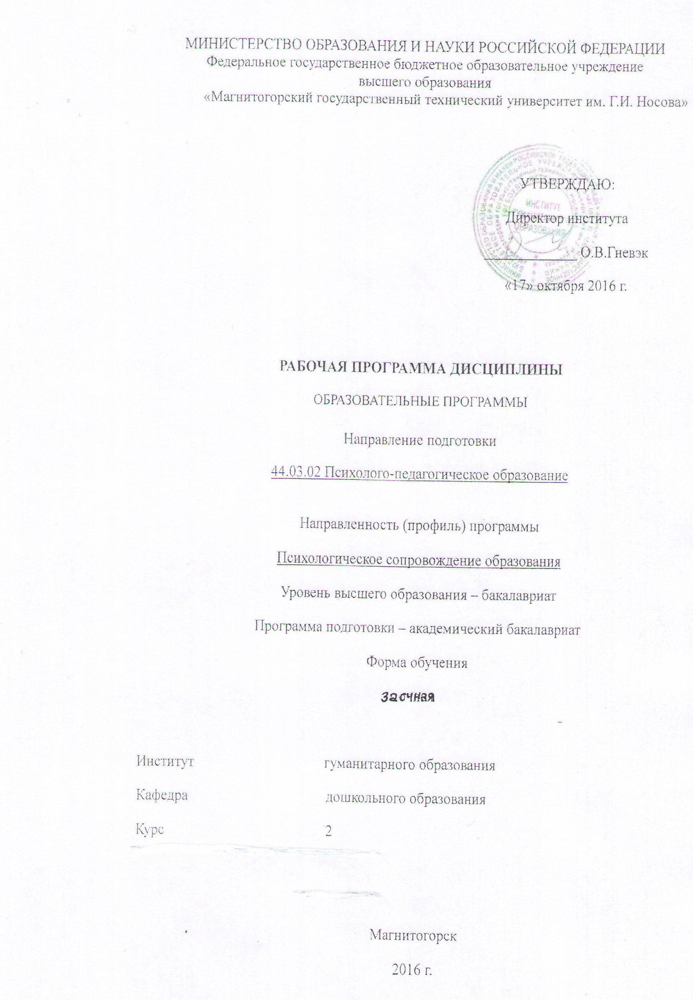 МИНИСТЕРСТВО ОБРАЗОВАНИЯ И НАУКИ РОССИЙСКОЙ ФЕДЕРАЦИИ
Федеральное государственное бюджетное образовательное учреждение
высшего образования
«Магнитогорский государственный технический университет им. Г.И. Носова»
УТВЕРЖДАЮ:
ИНСТИТУТ
ОБРАЗОВАНИЯ
Директор института
О.В.Гневэк
«17» октября 2016 г.
РАБОЧАЯ ПРОГРАММА ДИСЦИПЛИНЫ
ОБРАЗОВАТЕЛЬНЫЕ ПРОГРАММЫ
Направление подготовки
44.03.02 Психолого-педагогическое образование
Направленность (профиль) программы
Психологическое сопровождение образования
Уровень высшего образования – бакалавриат
Программа подготовки – академический бакалавриат
Форма обучения
заочная
Институт гуманитарного образования
Кафедра дошкольного образования
Курс 2
Магнитогорск
2016 г.